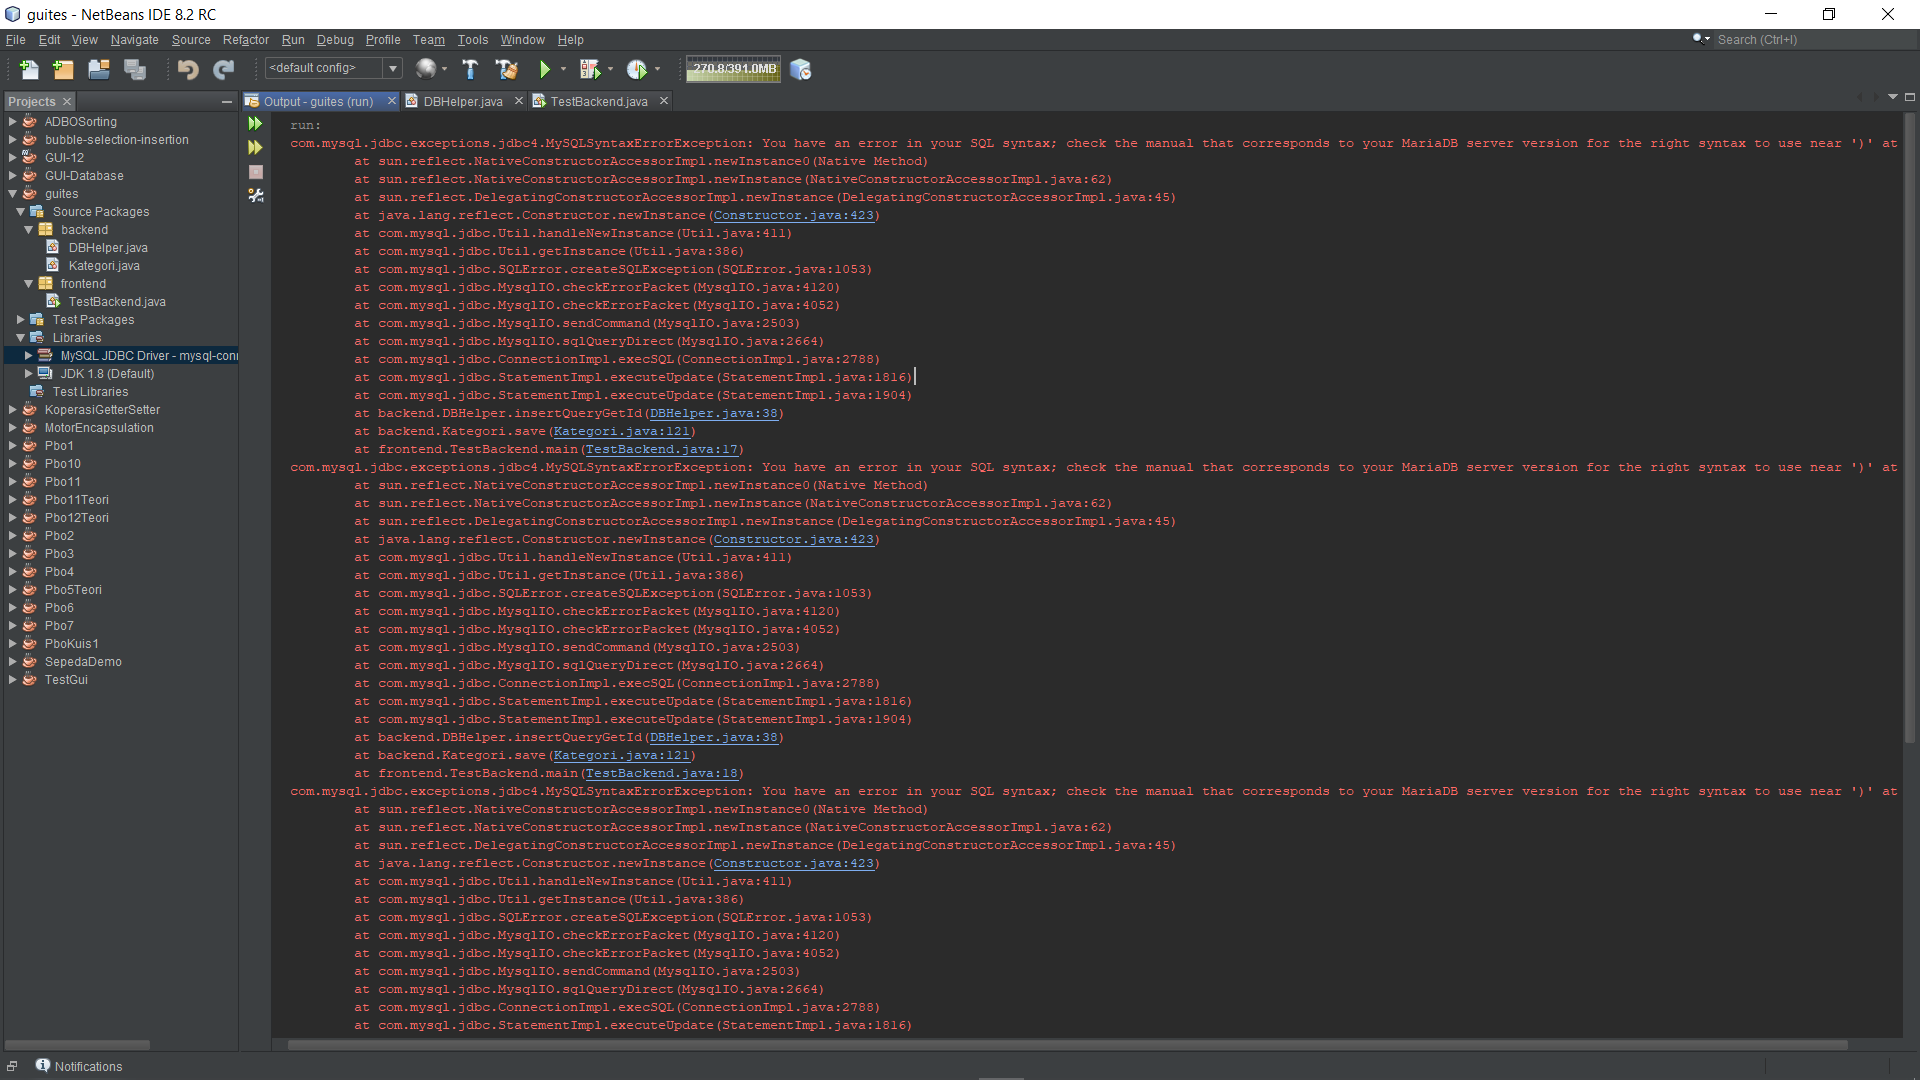 guites - NetBeans IDE 8.2 RC
File Edit View Navigate Source Refactor Run Debug Profile Team Tools Window Help
Search (Ctrl+I)
<default config>
270.8/391.0MB
Projects
Output - guites (run)
DBHelper.java
TestBackend.java
ADBOSorting
bubble-selection-insertion
GUI-12
GUI-Database
guites
Source Packages
backend
DBHelper.java
Kategori.java
frontend
TestBackend.java
Test Packages
Libraries
MySQL JDBC Driver - mysql-conn
JDK 1.8 (Default)
Test Libraries
KoperasiGetterSetter
MotorEncapsulation
Pbo1
Pbo10
Pbo11
Pbo11Teori
Pbo12Teori
Pbo2
Pbo3
Pbo4
Pbo5Teori
Pbo6
Pbo7
PboKuis1
SepedaDemo
TestGui
run:
com.mysql.jdbc.exceptions.jdbc4.MySQLSyntaxErrorException: You have an error in your SQL syntax; check the manual that corresponds to your MariaDB server version for the right syntax to use near ')' at
at sun.reflect.NativeConstructorAccessorImpl.newInstance0(Native Method)
at sun.reflect.NativeConstructorAccessorImpl.newInstance(NativeConstructorAccessorImpl.java:62)
at sun.reflect.DelegatingConstructorAccessorImpl.newInstance(DelegatingConstructorAccessorImpl.java:45)
at java.lang.reflect.Constructor.newInstance(Constructor.java:423)
at com.mysql.jdbc.Util.handleNewInstance(Util.java:411)
at com.mysql.jdbc.Util.getInstance(Util.java:386)
at com.mysql.jdbc.SQLError.createSQLException(SQLError.java:1053)
at com.mysql.jdbc.MysqlIO.checkErrorPacket(MysqlIO.java:4120)
at com.mysql.jdbc.MysqlIO.checkErrorPacket(MysqlIO.java:4052)
at com.mysql.jdbc.MysqlIO.sendCommand(MysqlIO.java:2503)
at com.mysql.jdbc.MysqlIO.sqlQueryDirect(MysqlIO.java:2664)
at com.mysql.jdbc.ConnectionImpl.execSQL(ConnectionImpl.java:2788)
at com.mysql.jdbc.StatementImpl.executeUpdate(StatementImpl.java:1816)
at com.mysql.jdbc.StatementImpl.executeUpdate(StatementImpl.java:1904)
at backend.DBHelper.insertQueryGetId(DBHelper.java:38)
at backend.Kategori.save(Kategori.java:121)
at frontend.TestBackend.main(TestBackend.java:17)
com.mysql.jdbc.exceptions.jdbc4.MySQLSyntaxErrorException: You have an error in your SQL syntax; check the manual that corresponds to your MariaDB server version for the right syntax to use near ')' at
at sun.reflect.NativeConstructorAccessorImpl.newInstance0(Native Method)
at sun.reflect.NativeConstructorAccessorImpl.newInstance(NativeConstructorAccessorImpl.java:62)
at sun.reflect.DelegatingConstructorAccessorImpl.newInstance(DelegatingConstructorAccessorImpl.java:45)
at java.lang.reflect.Constructor.newInstance(Constructor.java:423)
at com.mysql.jdbc.Util.handleNewInstance(Util.java:411)
at com.mysql.jdbc.Util.getInstance(Util.java:386)
at com.mysql.jdbc.SQLError.createSQLException(SQLError.java:1053)
at com.mysql.jdbc.MysqlIO.checkErrorPacket(MysqlIO.java:4120)
at com.mysql.jdbc.MysqlIO.checkErrorPacket(MysqlIO.java:4052)
at com.mysql.jdbc.MysqlIO.sendCommand(MysqlIO.java:2503)
at com.mysql.jdbc.MysqlIO.sqlQueryDirect(MysqlIO.java:2664)
at com.mysql.jdbc.ConnectionImpl.execSQL(ConnectionImpl.java:2788)
at com.mysql.jdbc.StatementImpl.executeUpdate(StatementImpl.java:1816)
at com.mysql.jdbc.StatementImpl.executeUpdate(StatementImpl.java:1904)
at backend.DBHelper.insertQueryGetId(DBHelper.java:38)
at backend.Kategori.save(Kategori.java:121)
at frontend.TestBackend.main(TestBackend.java:18)
com.mysql.jdbc.exceptions.jdbc4.MySQLSyntaxErrorException: You have an error in your SQL syntax; check the manual that corresponds to your MariaDB server version for the right syntax to use near ')' at
at sun.reflect.NativeConstructorAccessorImpl.newInstance0(Native Method)
at sun.reflect.NativeConstructorAccessorImpl.newInstance(NativeConstructorAccessorImpl.java:62)
at sun.reflect.DelegatingConstructorAccessorImpl.newInstance(DelegatingConstructorAccessorImpl.java:45)
at java.lang.reflect.Constructor.newInstance(Constructor.java:423)
at com.mysql.jdbc.Util.handleNewInstance(Util.java:411)
at com.mysql.jdbc.Util.getInstance(Util.java:386)
at com.mysql.jdbc.SQLError.createSQLException(SQLError.java:1053)
at com.mysql.jdbc.MysqlIO.checkErrorPacket(MysqlIO.java:4120)
at com.mysql.jdbc.MysqlIO.checkErrorPacket(MysqlIO.java:4052)
at com.mysql.jdbc.MysqlIO.sendCommand(MysqlIO.java:2503)
at com.mysql.jdbc.MysqlIO.sqlQueryDirect(MysqlIO.java:2664)
at com.mysql.jdbc.ConnectionImpl.execSQL(ConnectionImpl.java:2788)
at com.mysql.jdbc.StatementImpl.executeUpdate(StatementImpl.java:1816)
Notifications